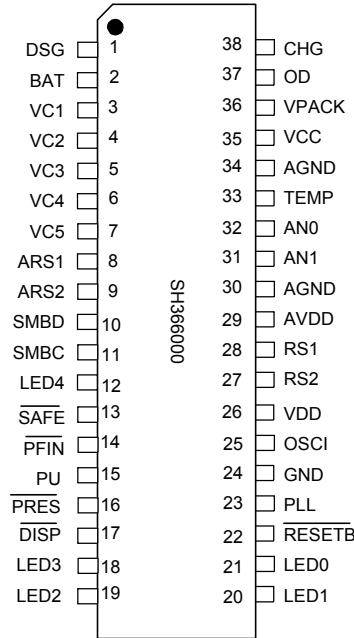 DSG 1 38 CHG
BAT 2 37 OD
VC1 3 36 VPACK
VC2 4 35 VCC
VC3 5 34 AGND
VC4 6 33 TEMP
VC5 7 32 AN0
ARS1 8 31 AN1
ARS2 9 30 AGND
SMBD 10 29 AVDD
SMBC 11 28 RS1
LED4 12 27 RS2
SAFE 13 26 VDD
PFIN 14 25 OSCI
PU 15 24 GND
PRES 16 23 PLL
DISP 17 22 RESETB
LED3 18 21 LED0
LED2 19 20 LED1
SH366000